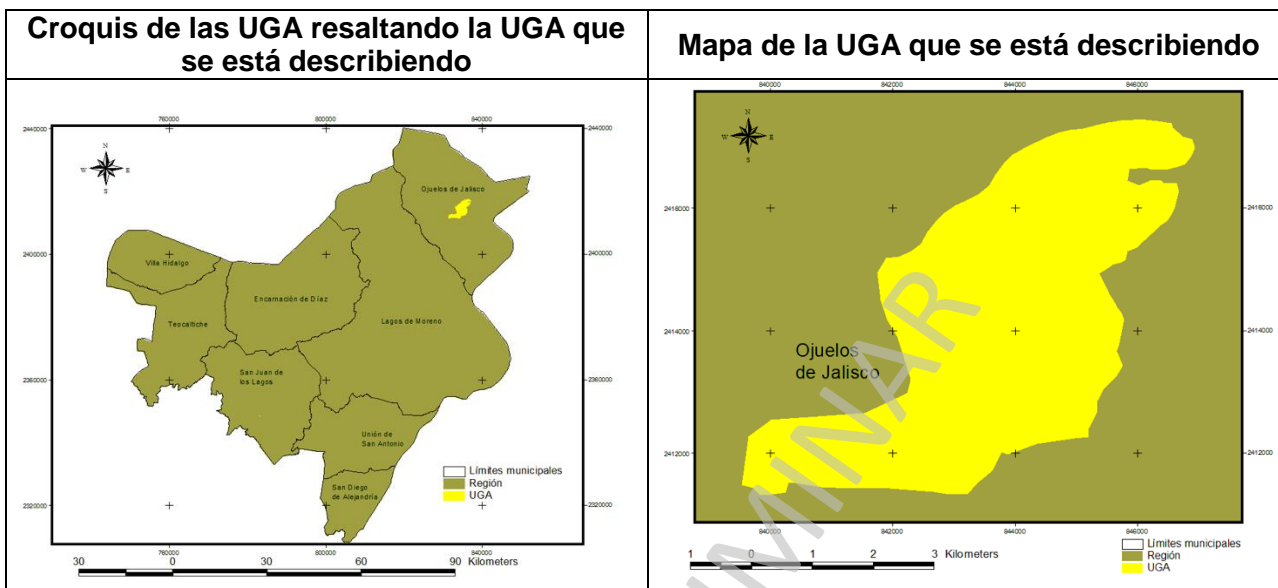 Croquis de las UGA resaltando la UGA que
se está describiendo
Mapa de la UGA que se está describiendo
760000
800000
840000
2440000
2440000
N
W
E
S
Ojuelos de Jalisco
2400000
2400000
Villa Hidalgo
Encarnación de Díaz
Teocaltiche
Lagos de Moreno
San Juan de
los Lagos
2360000
2360000
Unión de
San Antonio
San Diego
de Alejandría
Límites municipales
Región
UGA
2320000
2320000
760000
800000
840000
30
0
30
60
90 Kilometers
840000
842000
844000
846000
N
W
E
S
2416000
2416000
2414000
2414000
Ojuelos
de Jalisco
2412000
2412000
840000
842000
844000
846000
1
0
1
2
3 Kilometers
Límites municipales
Región
UGA
MINAR